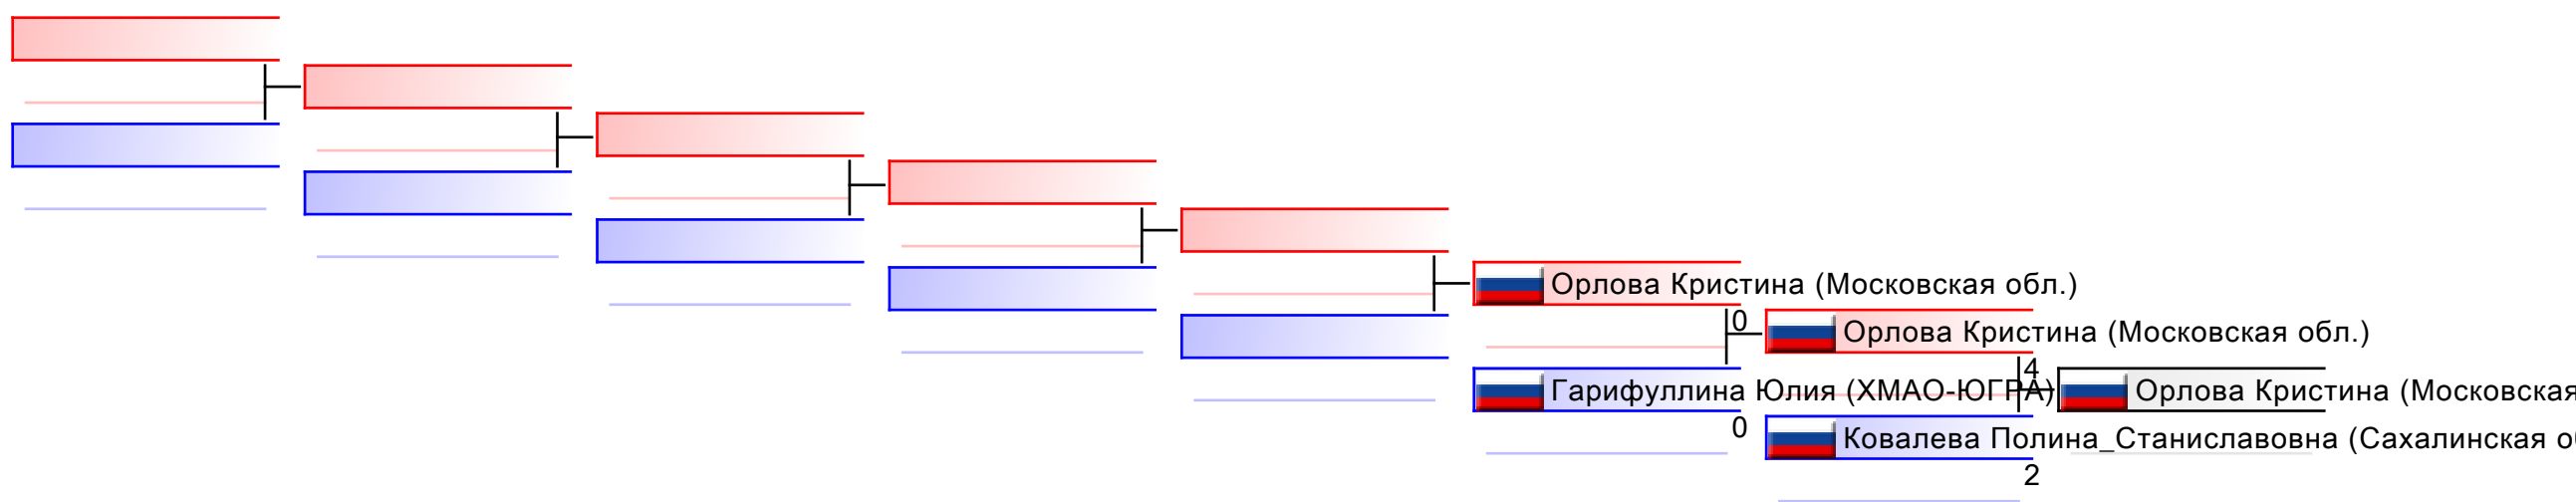 Орлова Кристина (Московская обл.)
0
Орлова Кристина (Московская обл.)
4
Гарифуллина Юлия (ХМАО-ЮГРА)
Орлова Кристина (Московская
0
Ковалева Полина_Станиславовна (Сахалинская
2